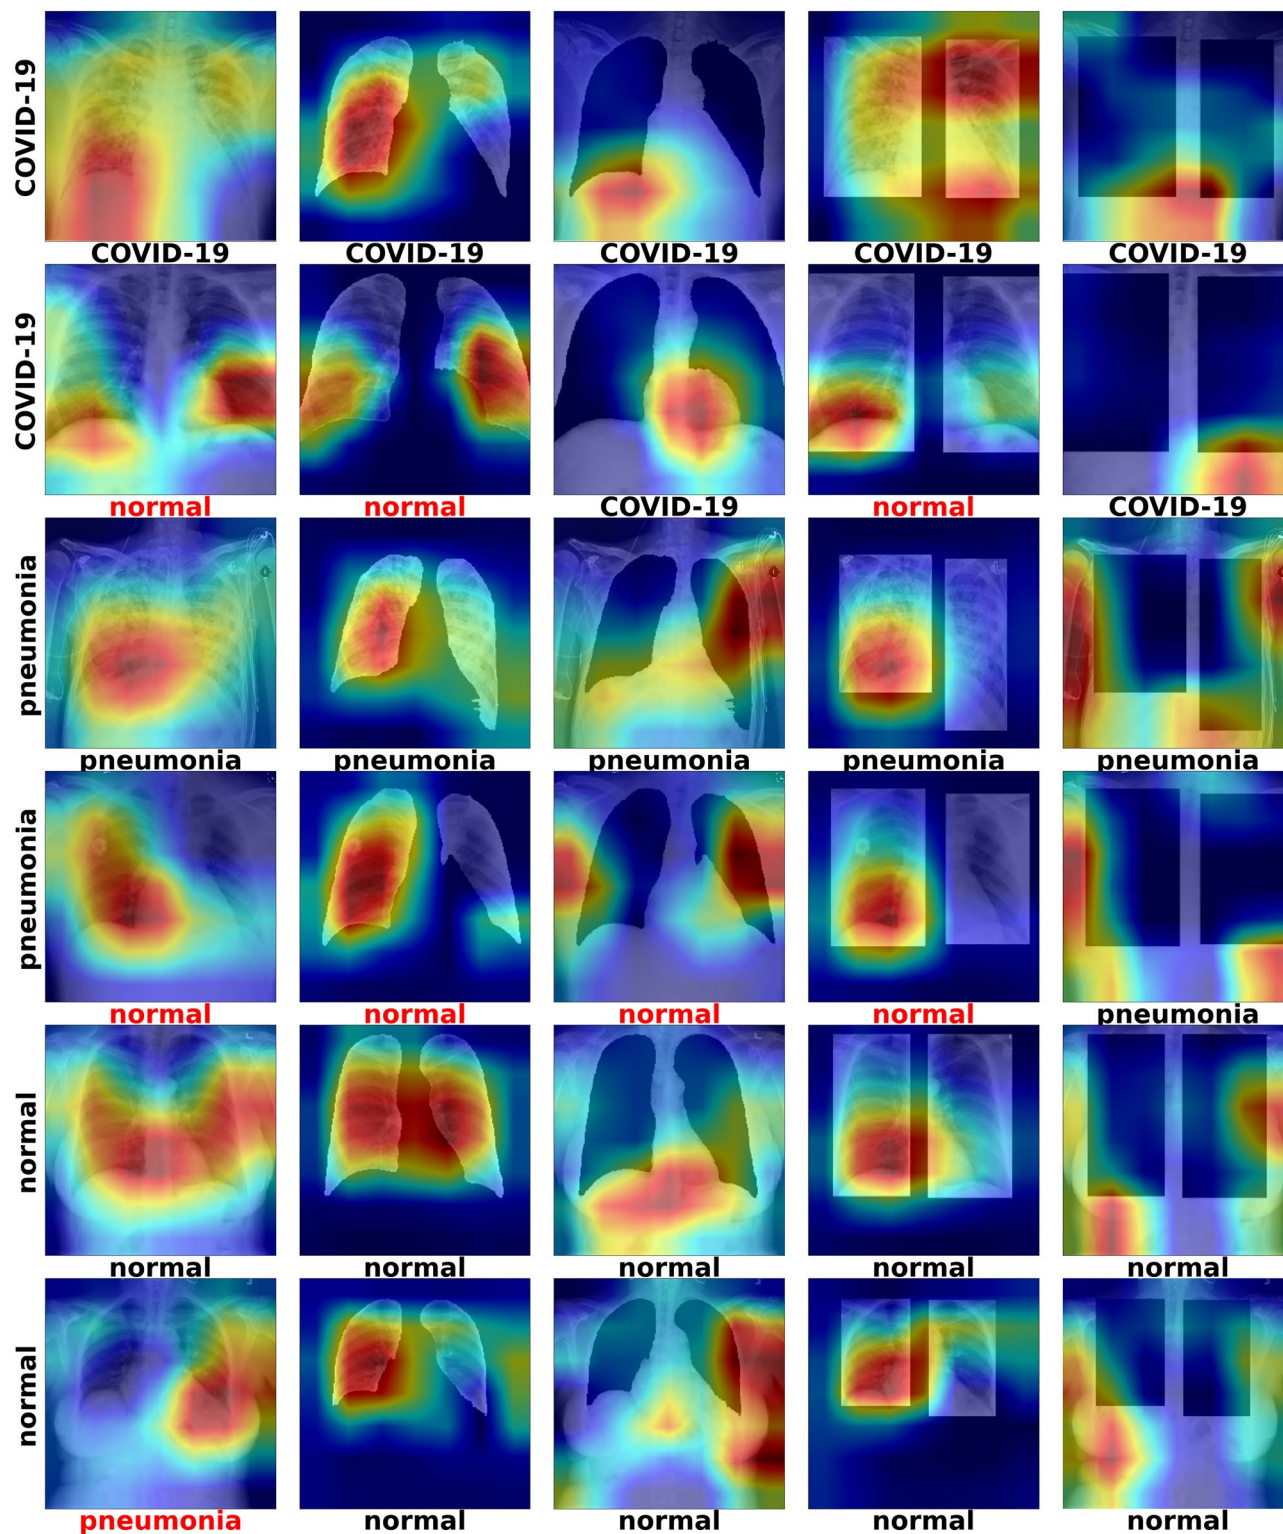 COVID-19
COVID-19 COVID-19 COVID-19 COVID-19 COVID-19
COVID-19
normal normal COVID-19 normal COVID-19
pneumonia
pneumonia pneumonia pneumonia pneumonia pneumonia
pneumonia
normal normal normal normal pneumonia
normal
normal normal normal normal normal
normal
pneumonia normal normal normal normal